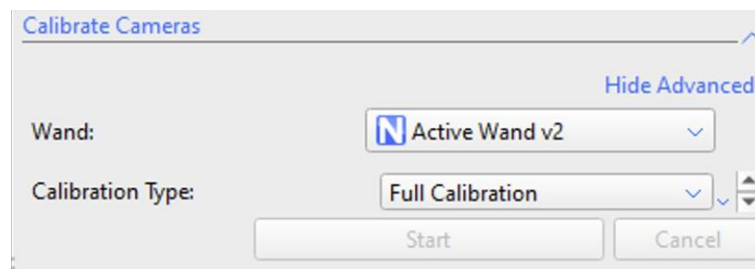 Calibrate Cameras
Hide Advanced
Wand: N Active Wand v2
Calibration Type: Full Calibration
Start Cancel